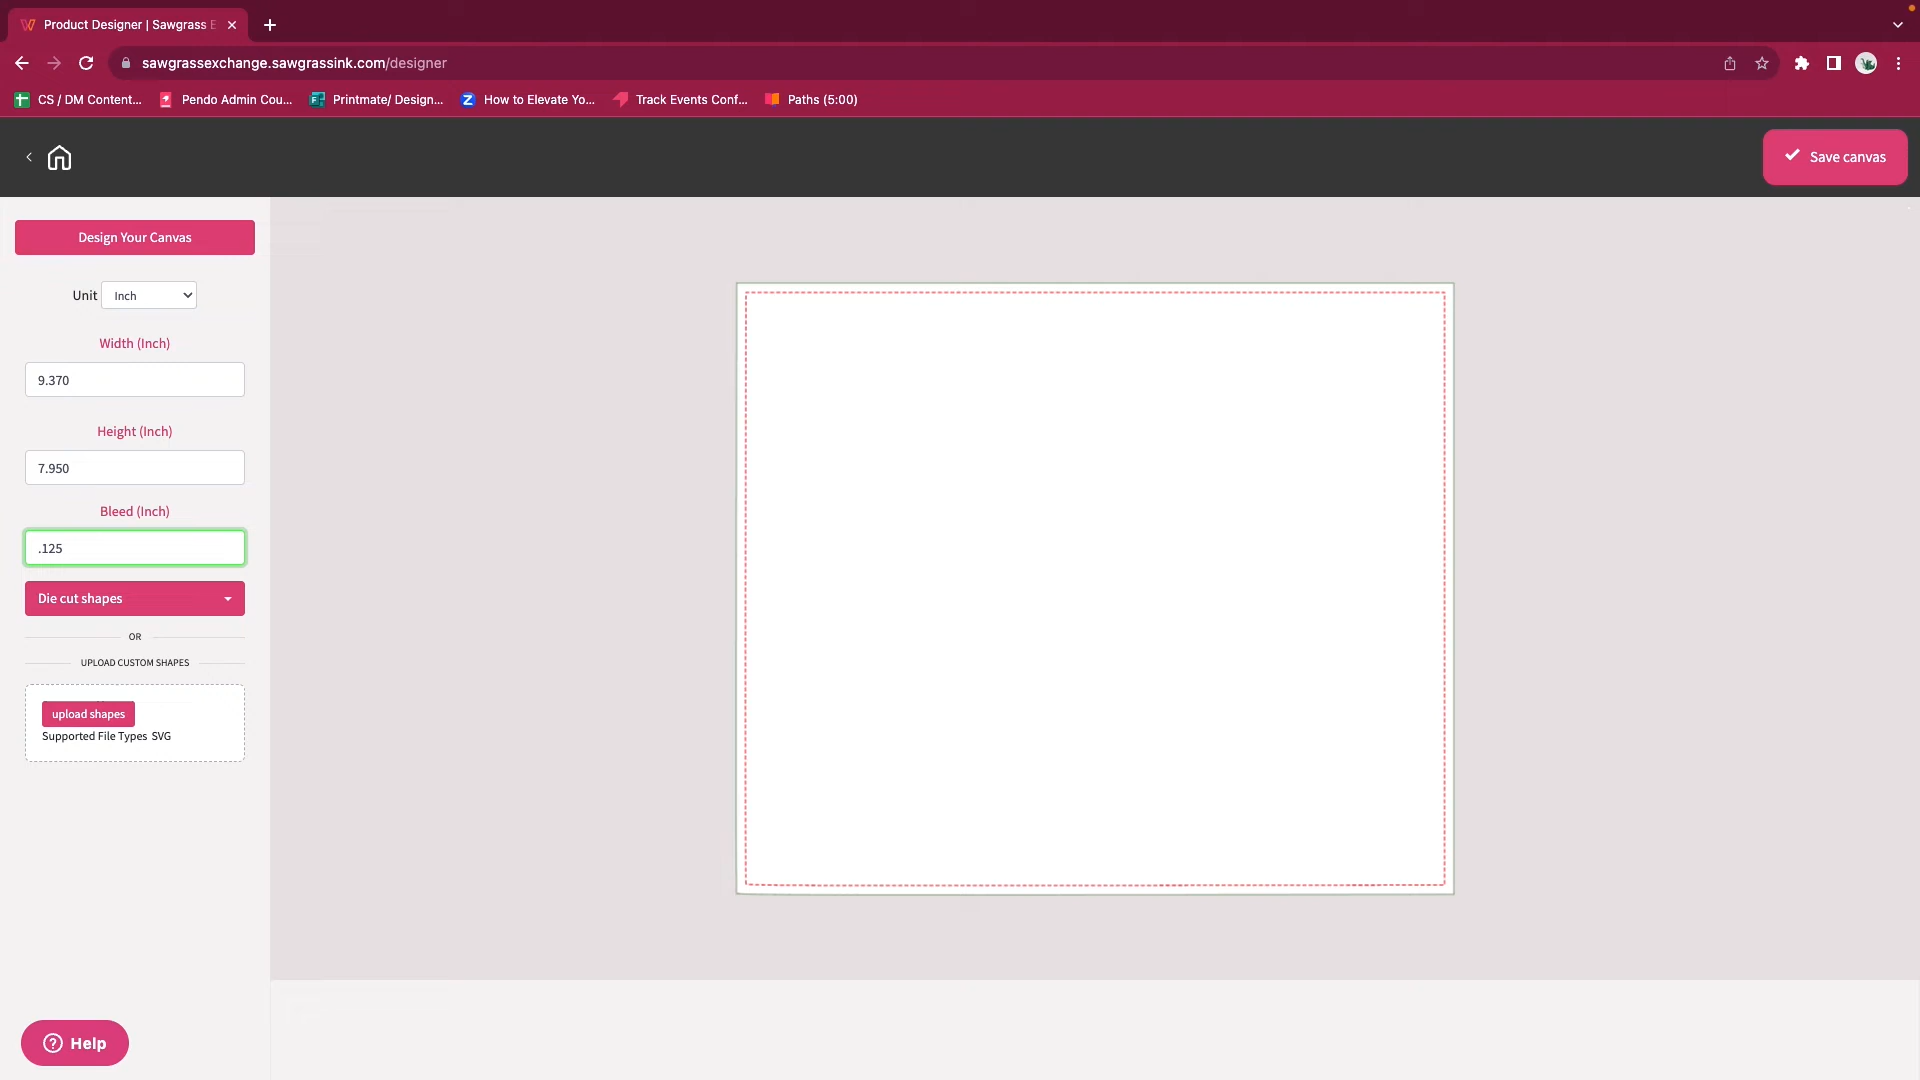 Product Designer | Sawgrass E
sawgrassexchange.sawgrassink.com/designer
CS / DM Content...
Pendo Admin Cou...
Printmate/ Design...
Z How to Elevate Yo...
Track Events Conf...
Paths (5:00)
Save canvas
Design Your Canvas
Unit Inch
Width (Inch)
9.370
Height (Inch)
7.950
Bleed (Inch)
.125
Die cut shapes
OR
UPLOAD CUSTOM SHAPES
upload shapes
Supported File Types SVG
? Help